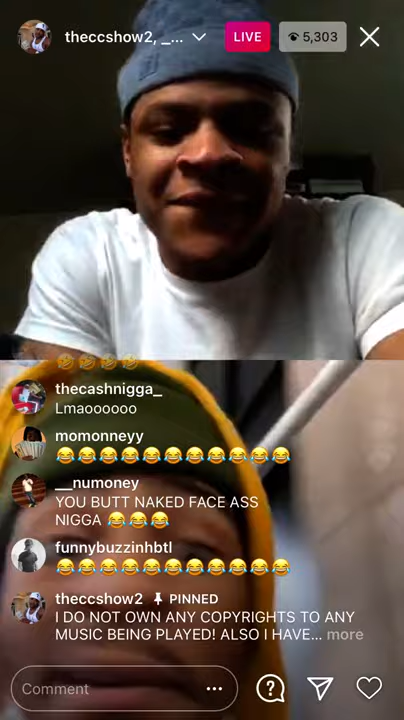 theccshow2, _...
LIVE
5,303
🤣🤣🤣🤣
thecashnigga_
Lmaoooooo
momonneyy
😂😂😂😂😂😂😂😂😂😂😂😂
__numoney
YOU BUTT NAKED FACE ASS
NIGGA 😂😂😂
funnybuzzinhbtl
😂😂😂😂😂😂😂😂😂😂😂😂
theccshow2 PINNED
I DO NOT OWN ANY COPYRIGHTS TO ANY
MUSIC BEING PLAYED! ALSO I HAVE... more
Comment